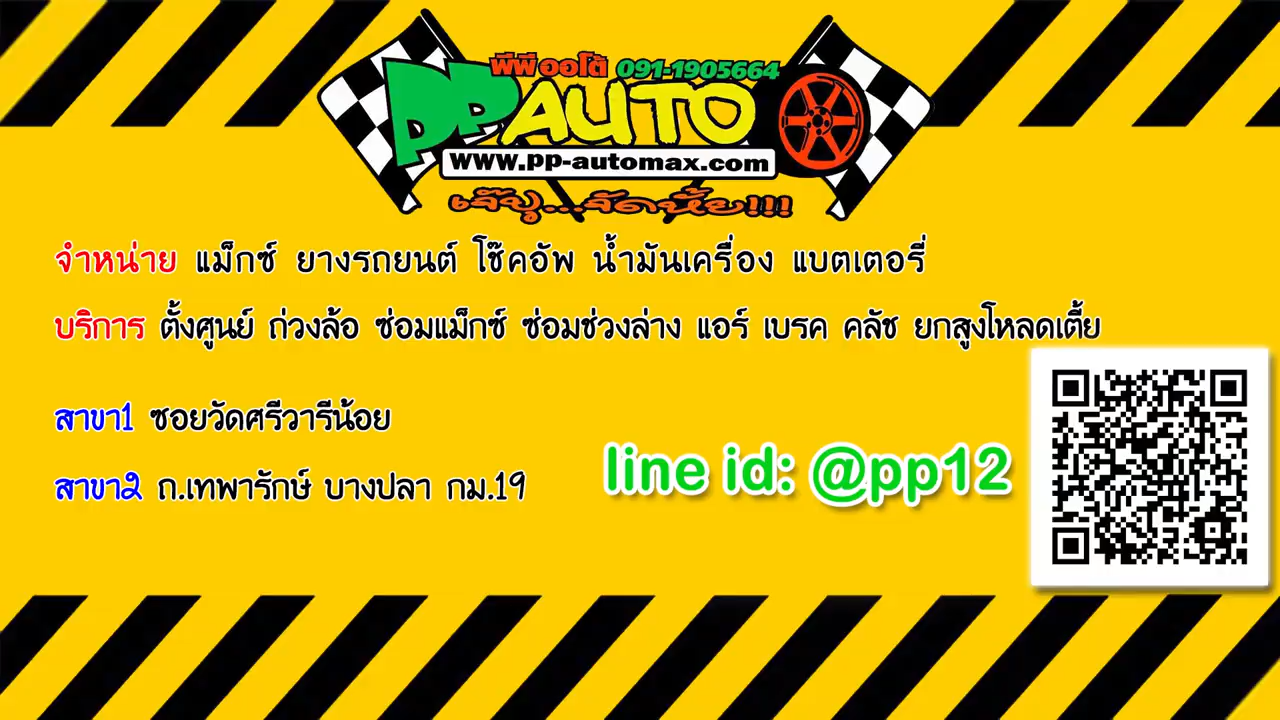 พีพี ออโต้ 091-1905664
PP AUTO
www.pp-automax.com
เจ๊ปู...จัดหั้ย!!!
จำหน่าย แม็กซ์ ยางรถยนต์ โช๊คอัพ น้ำมันเครื่อง แบตเตอรี่
บริการ ตั้งศูนย์ ถ่วงล้อ ซ่อมแม็กซ์ ซ่อมช่วงล่าง แอร์ เบรค คลัช ยกสูงโหลดเตี้ย
สาขา1 ซอยวัดศรีวารีน้อย
line id: @pp12
สาขา2 ถ.เทพารักษ์ บางปลา กม.19